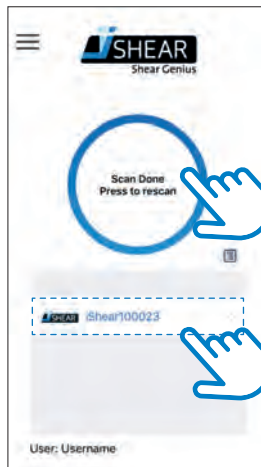 iSHEAR
Shear Genius
Scan Done
Press to rescan
iSHEAR iShear100023
User: Username